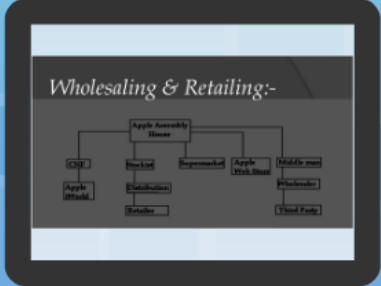 Wholesaling & Retailing:-
Apple Assembly
House
CNF
Stockist
Supermarket
Apple
Web Store
Middle man
Apple
iWorld
Distribution
Wholesaler
Retailer
Third Party